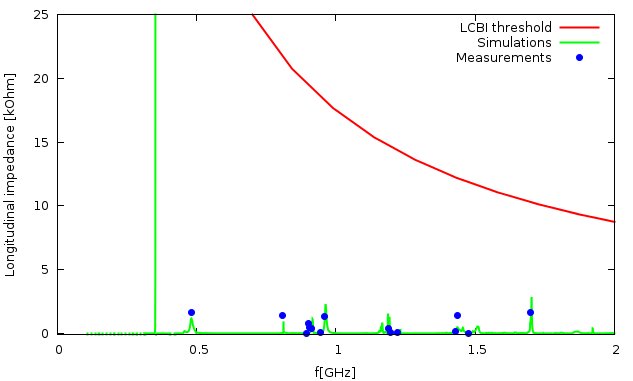 25
20
15
10
5
0
Longitudinal impedance [kOhm]
LCBI threshold
Simulations
Measurements
0 0.5 1 1.5 2
f[GHz]